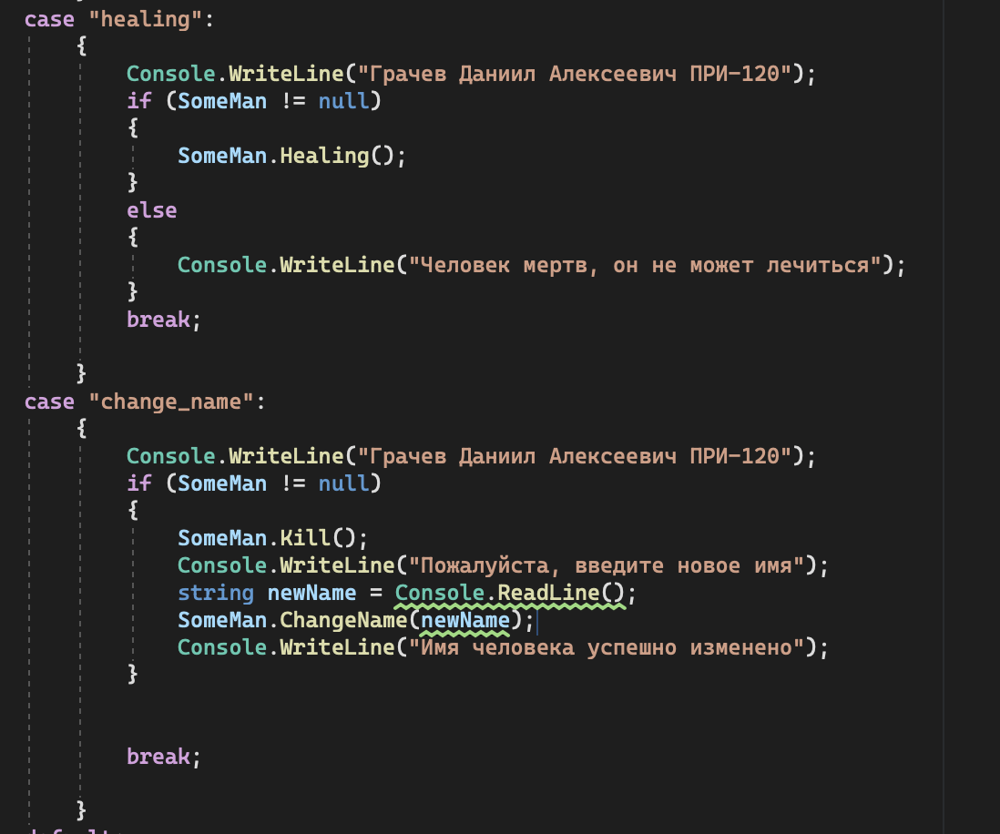 case "healing":
{
Console.WriteLine("Грачев Даниил Алексеевич ПРИ-120");
if (SomeMan != null)
{
SomeMan.Healing();
}
else
{
Console.WriteLine("Человек мертв, он не может лечиться");
}
break;
}
case "change_name":
{
Console.WriteLine("Грачев Даниил Алексеевич ПРИ-120");
if (SomeMan != null)
{
SomeMan.Kill();
Console.WriteLine("Пожалуйста, введите новое имя");
string newName = Console.ReadLine();
SomeMan.ChangeName(newName);
Console.WriteLine("Имя человека успешно изменено");
}
break;
}